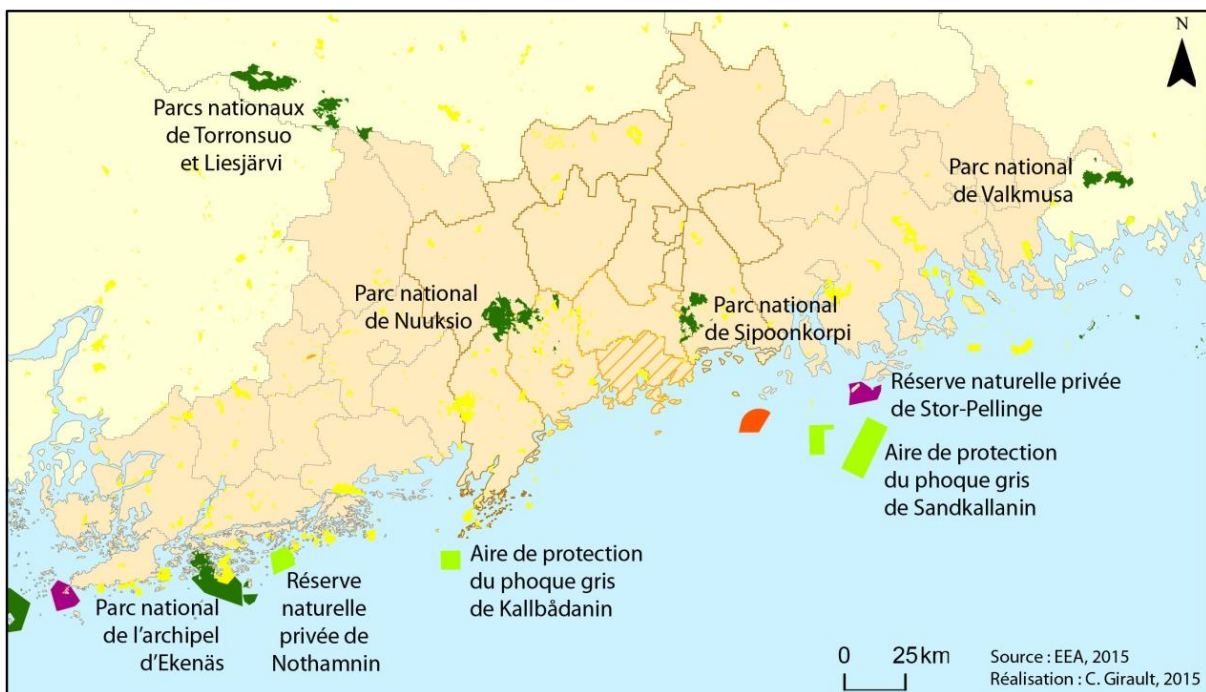 N
Parcs nationaux
de Torronsuo
et Liesjärvi
Parc national
de Valkmusa
Parc national
de Nuuksio
Parc national
de Sipoonkorpi
Réserve naturelle privée
de Stor-Pellinge
Aire de protection
du phoque gris
de Sandkallanin
Aire de protection
du phoque gris
de Kallbådanin
Réserve
naturelle
privée de
Nothamnin
Parc national
de l'archipel
d'Ekenäs
0 25 km
Source : EEA, 2015
Réalisation : C. Girault, 2015